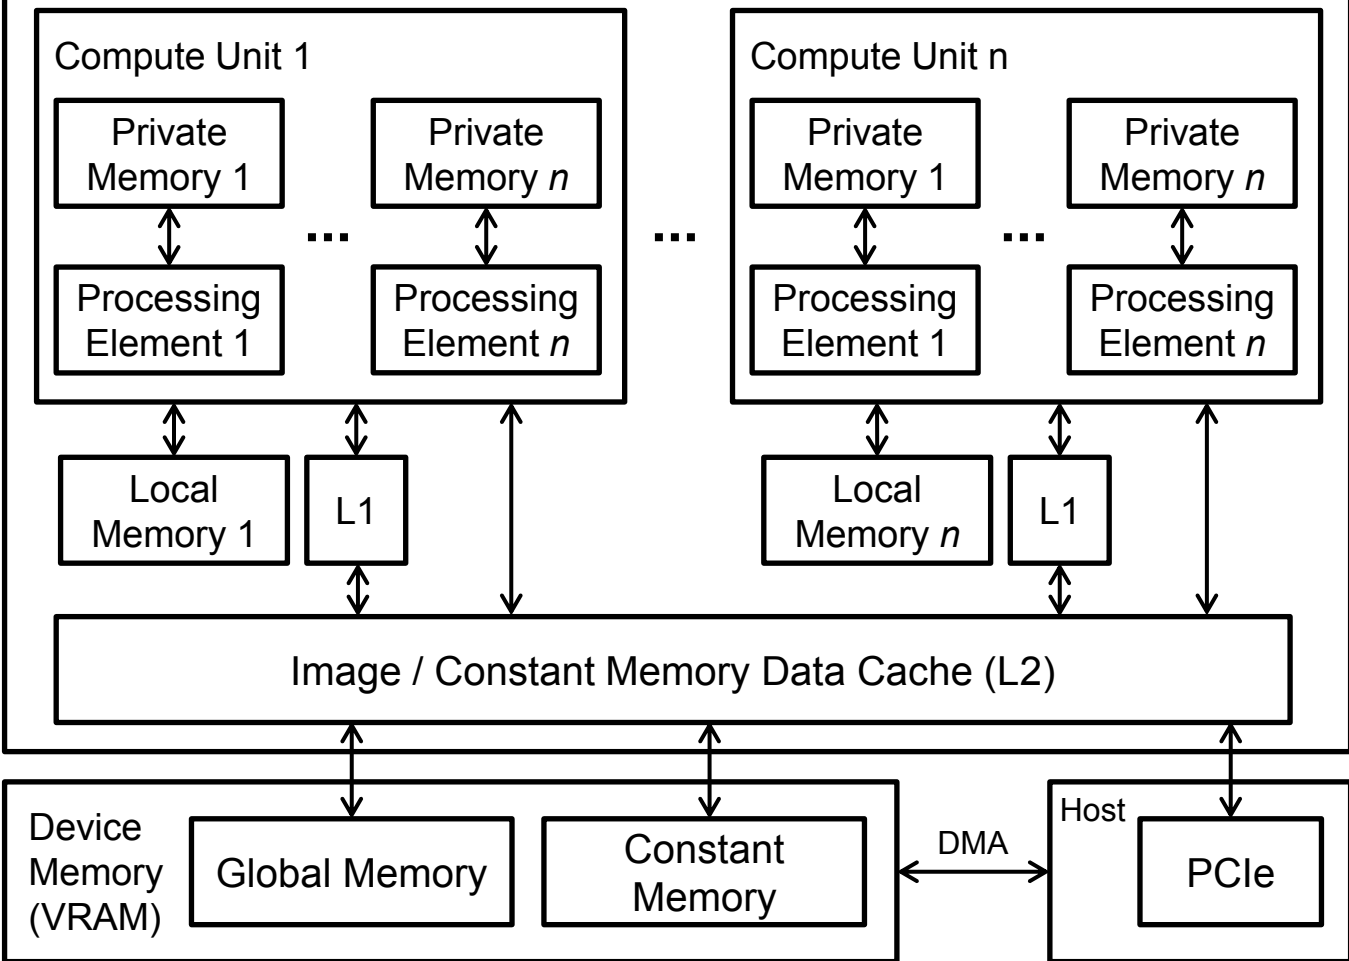 Compute Unit 1
Compute Unit n
Private
Memory 1
Private
Memory n
Private
Memory 1
Private
Memory n
...
...
...
Processing
Element 1
Processing
Element n
Processing
Element 1
Processing
Element n
Local
Memory 1
L1
Local
Memory n
L1
Image / Constant Memory Data Cache (L2)
Device
Memory
(VRAM)
Global Memory
Constant
Memory
DMA
Host
PCIe